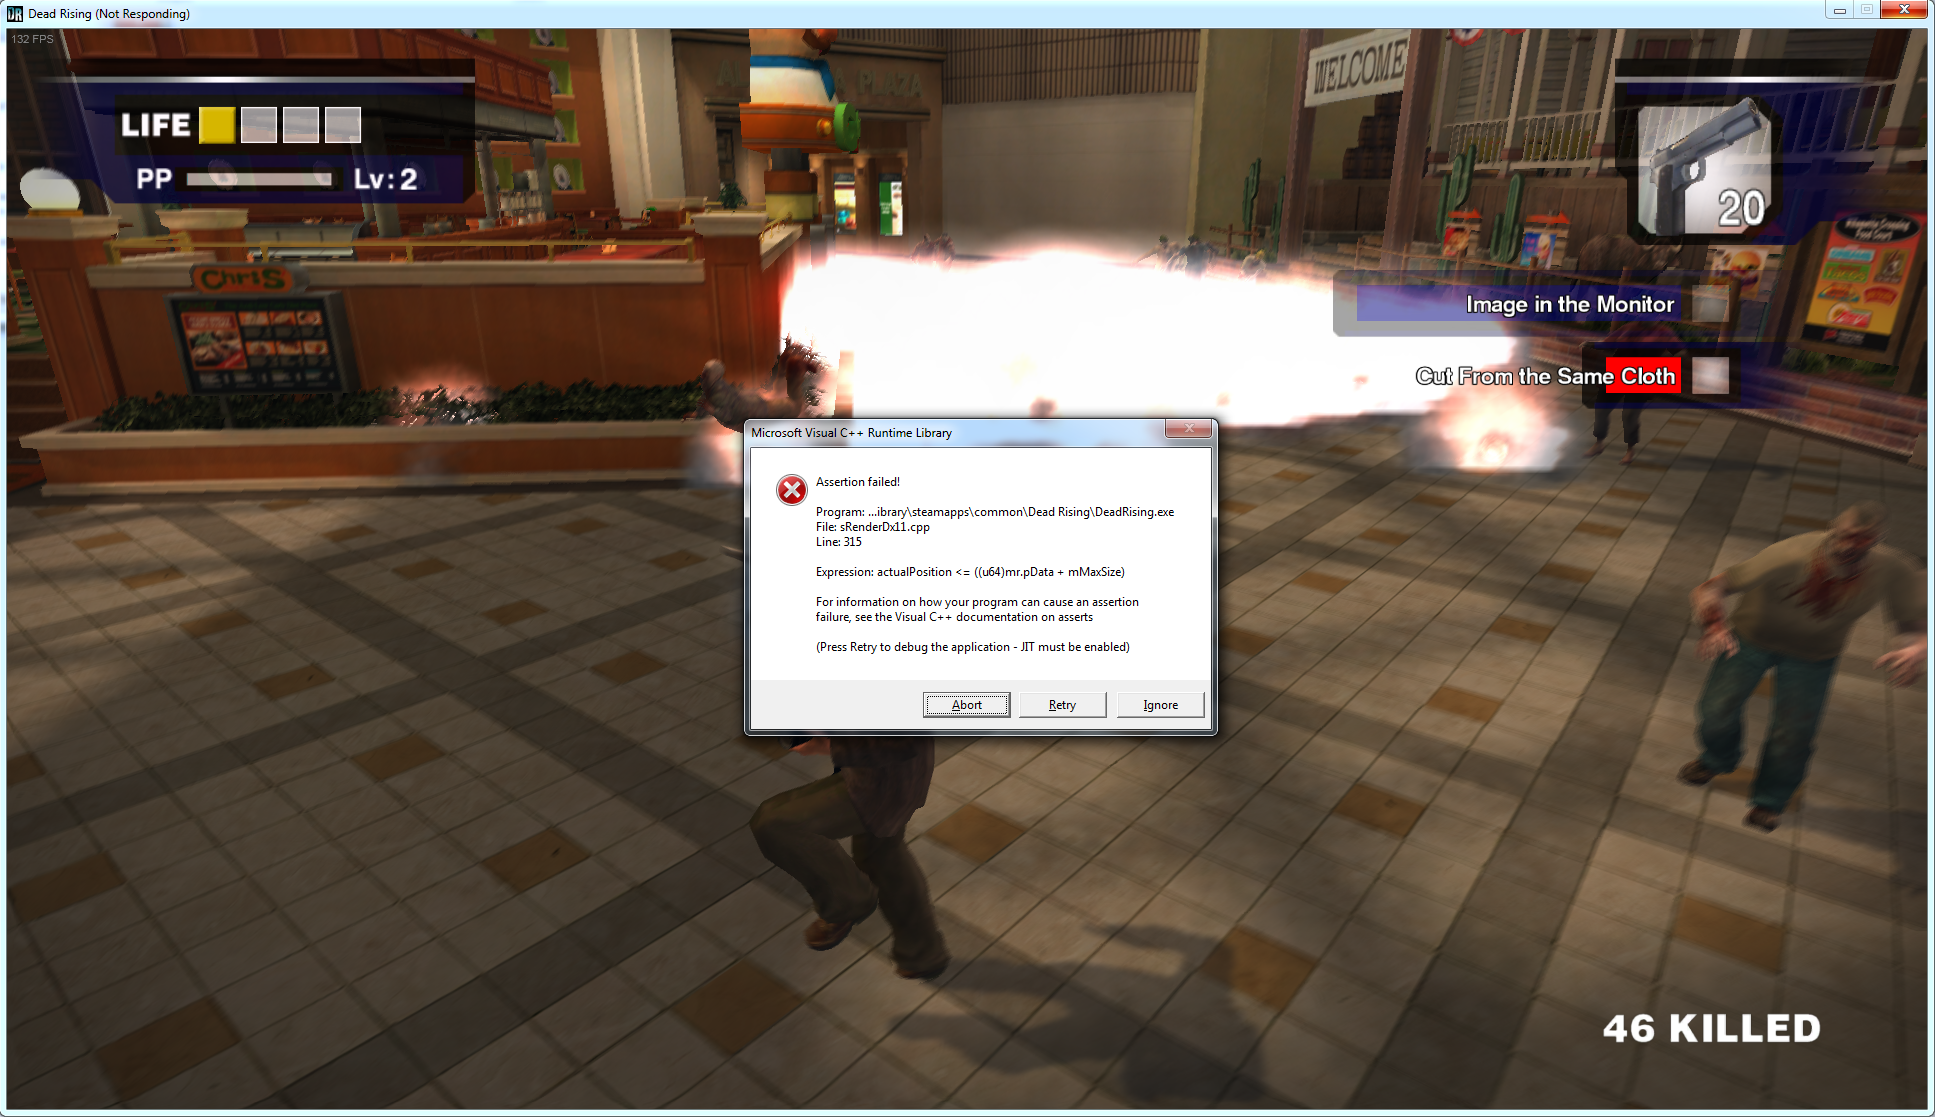 Dead Rising (Not Responding)
132 FPS
LIFE
PP Lv: 2
PLAZA
WELCOME
20
Chris
Image in the Monitor
Cut From the Same Cloth
Microsoft Visual C++ Runtime Library
Assertion failed!
Program: ...ibrary\steamapps\common\Dead Rising\DeadRising.exe
File: sRenderDx11.cpp
Line: 315
Expression: actualPosition <= ((u64)mr.pData + mMaxSize)
For information on how your program can cause an assertion
failure, see the Visual C++ documentation on asserts
(Press Retry to debug the application - JIT must be enabled)
Abort Retry Ignore
46 KILLED